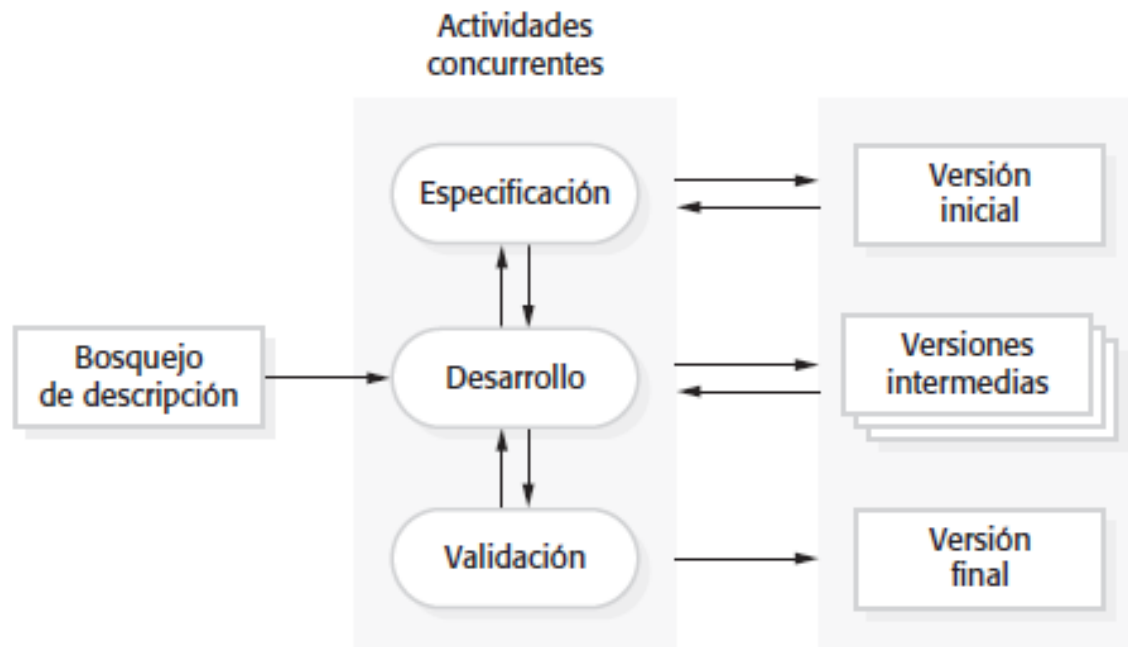 Actividades
concurrentes
Especificación
Versión
inicial
Bosquejo
de descripción
Desarrollo
Versiones
intermedias
Validación
Versión
final